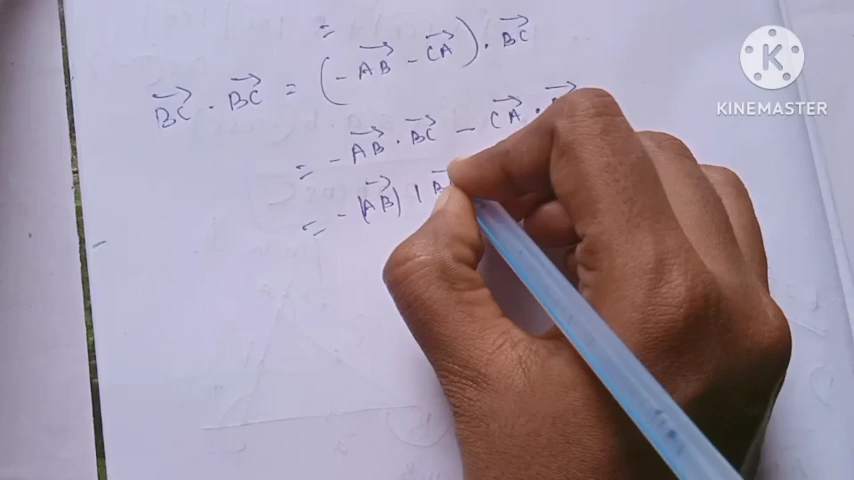 =
BC⃗ · BC⃗ = (-AB⃗ - CA⃗) · BC⃗
= -AB⃗ · BC⃗ - CA⃗ ·
= -|AB⃗| |
K
KINEMASTER